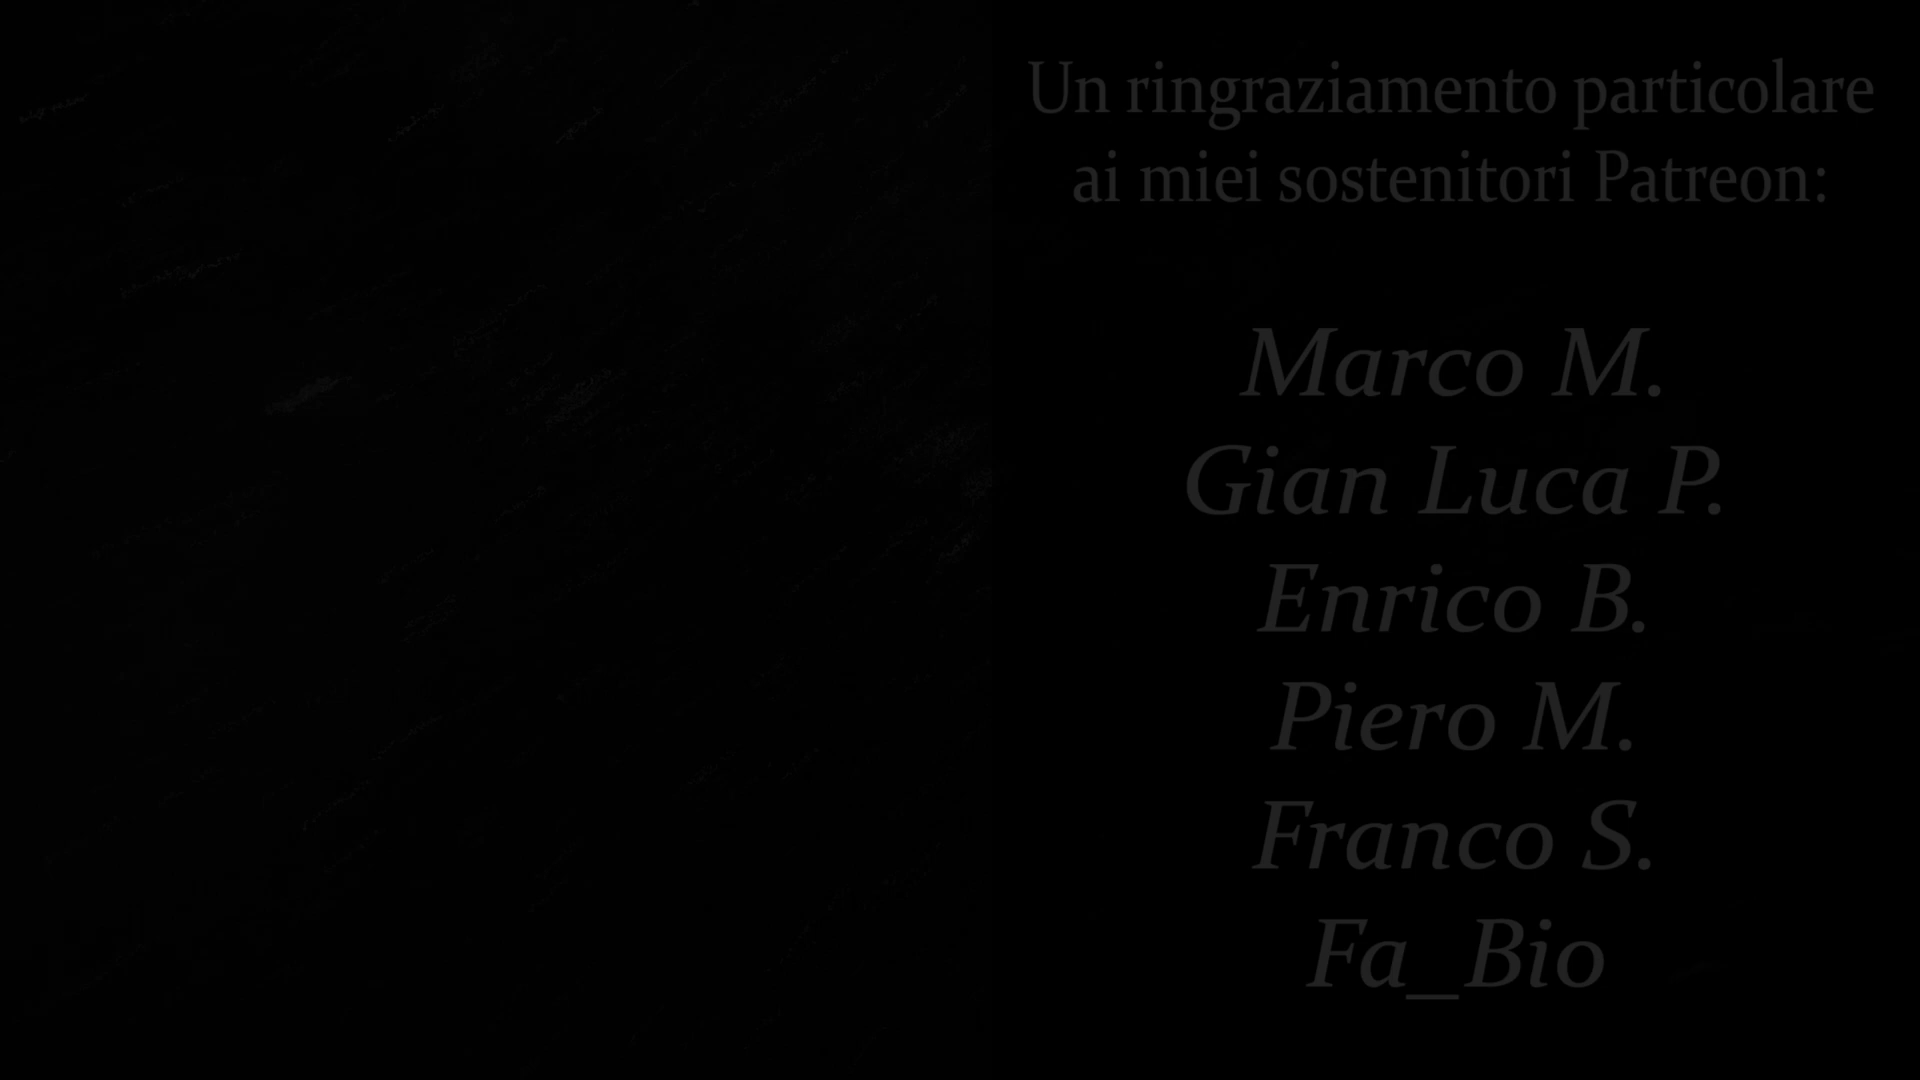 Un ringraziamento particolare
ai miei sostenitori Patreon:
Marco M.
Gian Luca P.
Enrico B.
Piero M.
Franco S.
Fa_Bio